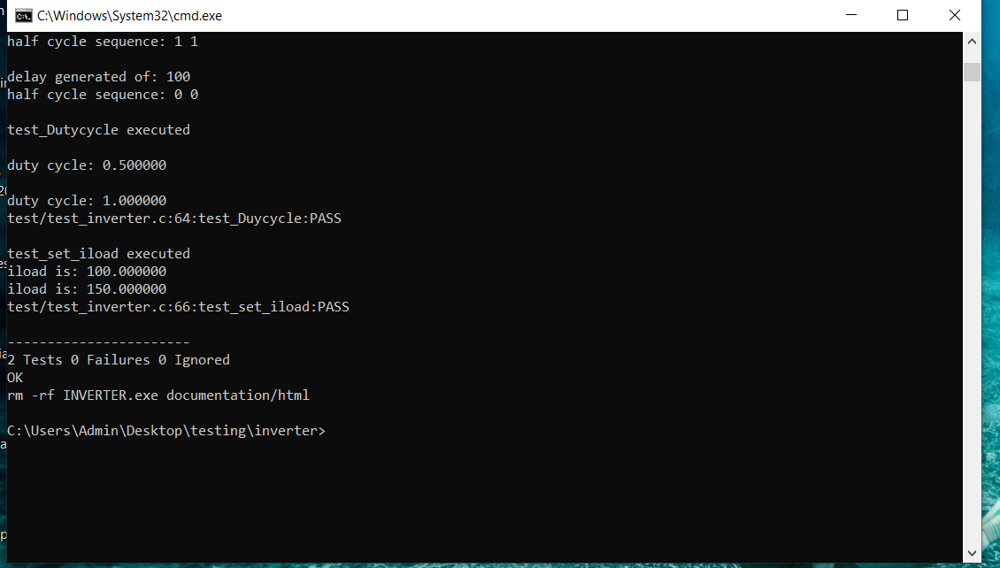 C:\Windows\System32\cmd.exe
half cycle sequence: 1 1
delay generated of: 100
half cycle sequence: 0 0
test_Dutycycle executed
duty cycle: 0.500000
duty cycle: 1.000000
test/test_inverter.c:64:test_Duycycle:PASS
test_set_iload executed
iload is: 100.000000
iload is: 150.000000
test/test_inverter.c:66:test_set_iload:PASS
-----------------------
2 Tests 0 Failures 0 Ignored
OK
rm -rf INVERTER.exe documentation/html
C:\Users\Admin\Desktop\testing\inverter>